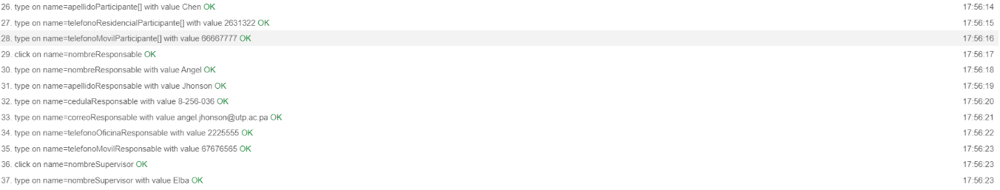 26. type on name=apellidoParticipante[] with value Chen OK 17:56:14
27. type on name=telefonoResidencialParticipante[] with value 2631322 OK 17:56:15
28. type on name=telefonoMovilParticipante[] with value 66667777 OK 17:56:16
29. click on name=nombreResponsable OK 17:56:17
30. type on name=nombreResponsable with value Angel OK 17:56:18
31. type on name=apellidoResponsable with value Jhonson OK 17:56:19
32. type on name=cedulaResponsable with value 8-256-036 OK 17:56:20
33. type on name=correoResponsable with value angel.jhonson@utp.ac.pa OK 17:56:21
34. type on name=telefonoOficinaResponsable with value 2225555 OK 17:56:22
35. type on name=telefonoMovilResponsable with value 67676565 OK 17:56:23
36. click on name=nombreSupervisor OK 17:56:23
37. type on name=nombreSupervisor with value Elba OK 17:56:23